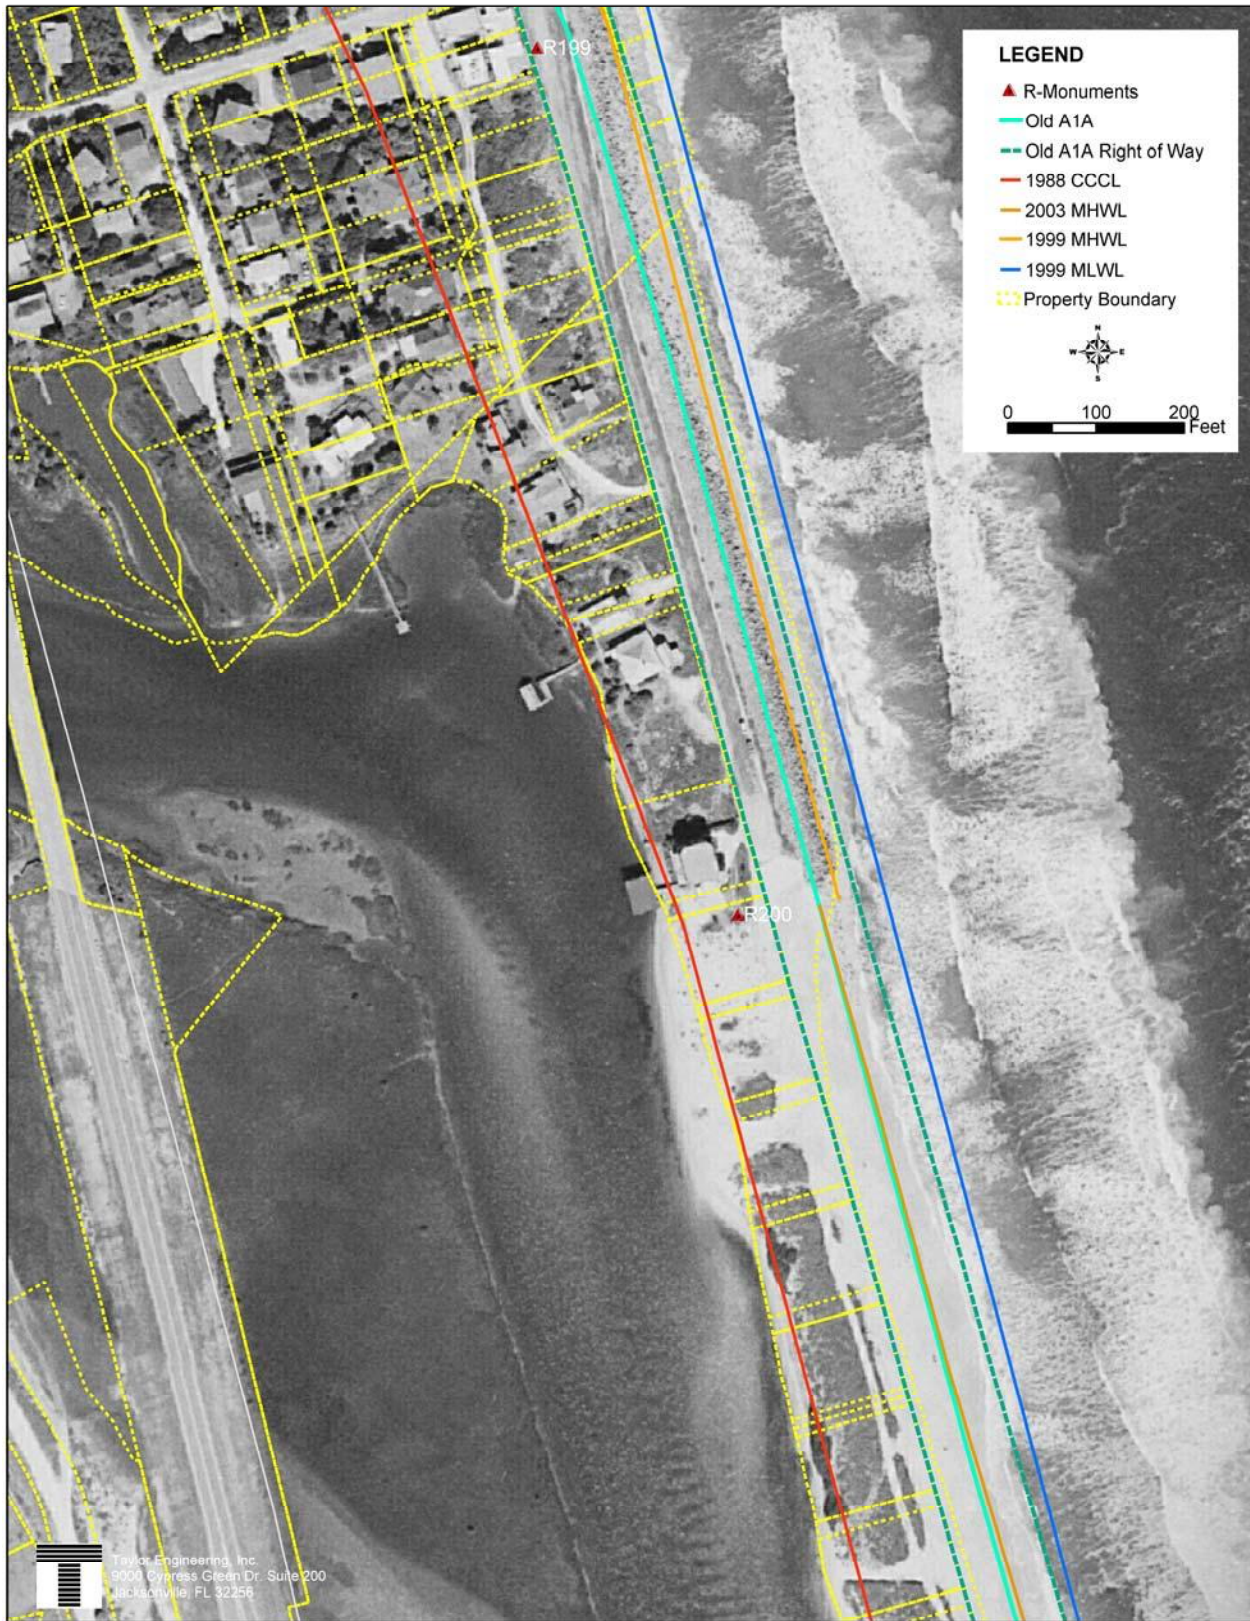 R199
LEGEND
R-Monuments
Old A1A
Old A1A Right of Way
1988 CCCL
2003 MHWL
1999 MHWL
1999 MLWL
Property Boundary
N
W E
S
0 100 200
Feet
R200
Taylor Engineering, Inc.
9000 Cypress Green Dr. Suite 200
Jacksonville, FL 32256